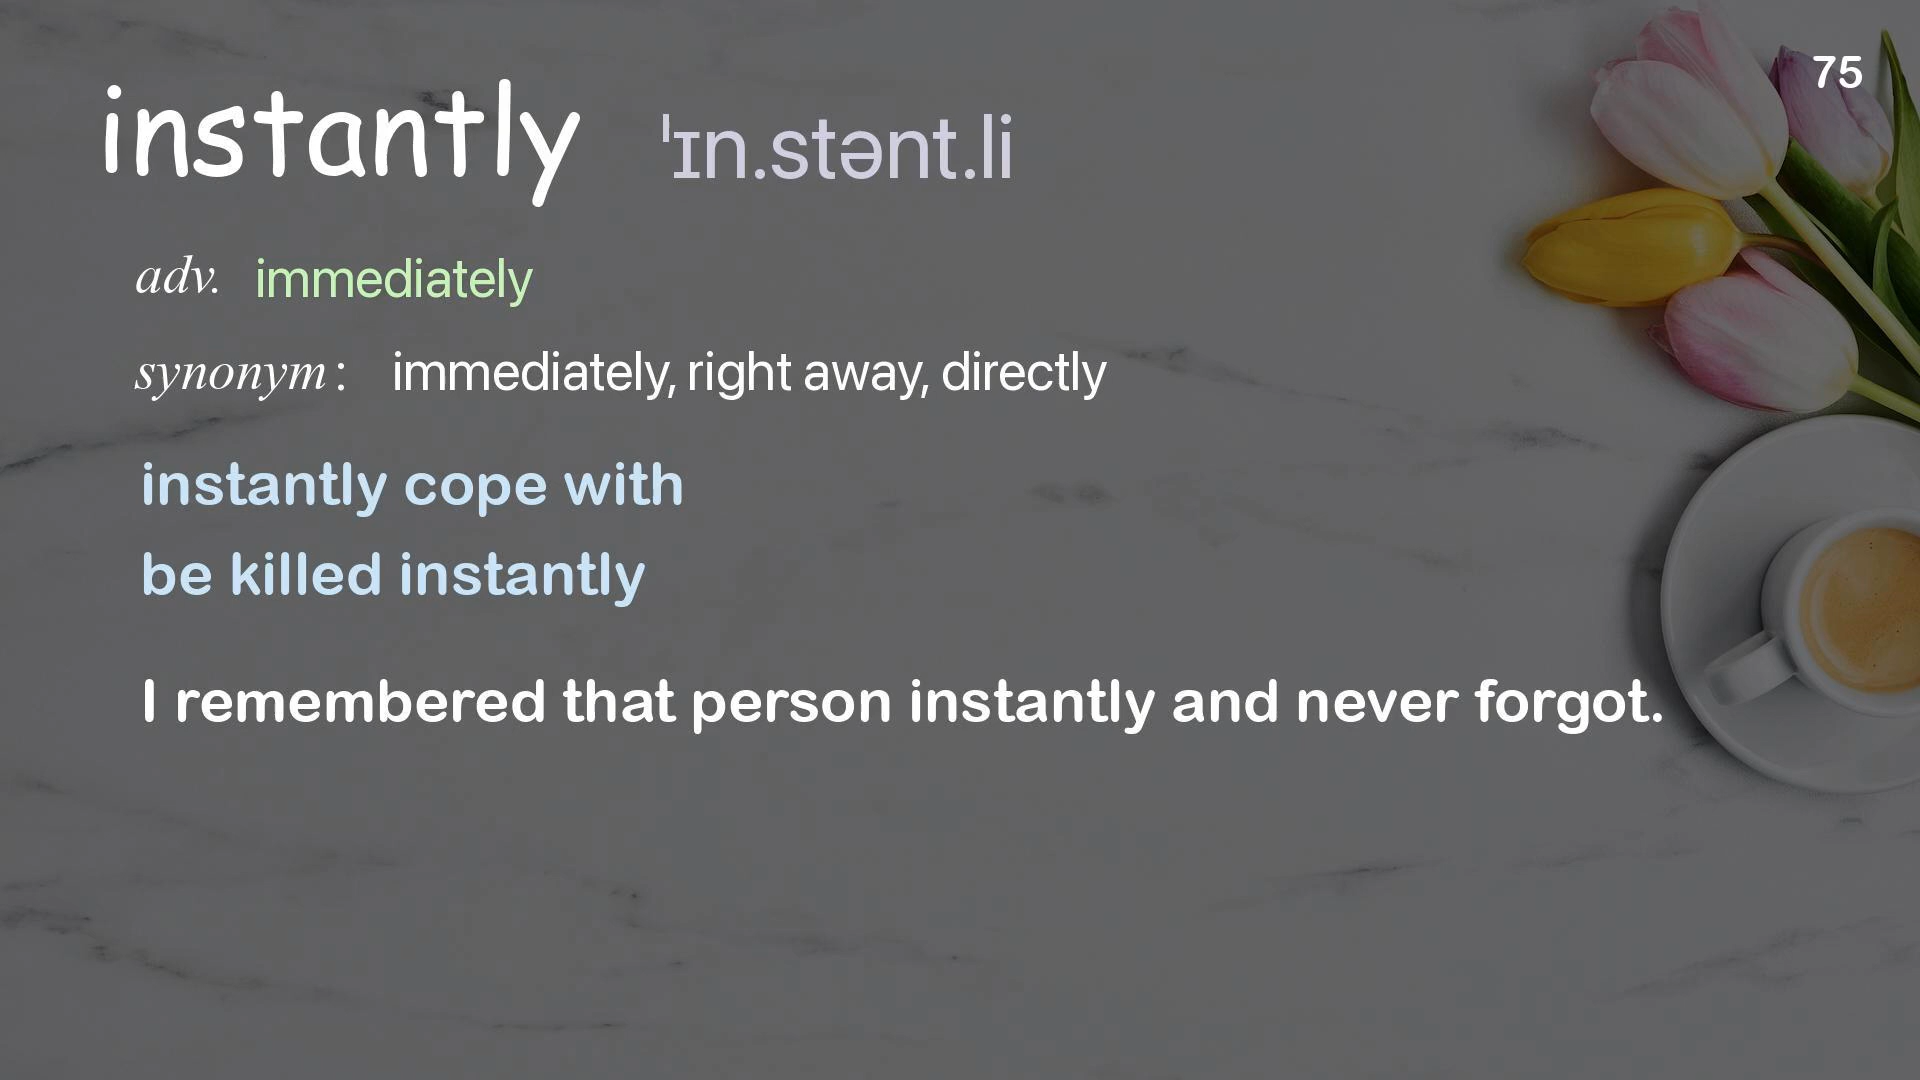 75
instantly ˈɪn.stənt.li
adv. immediately
synonym : immediately, right away, directly
instantly cope with
be killed instantly
I remembered that person instantly and never forgot.